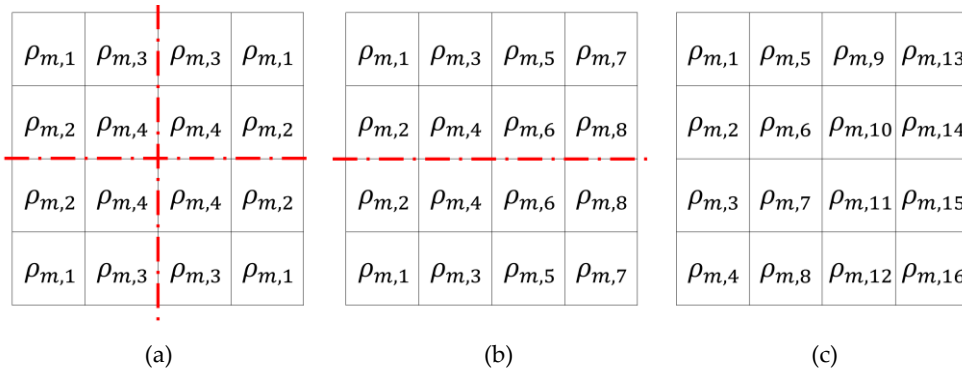 ρm,1 ρm,3 ρm,3 ρm,1 ρm,1 ρm,3 ρm,5 ρm,7 ρm,1 ρm,5 ρm,9 ρm,13
ρm,2 ρm,4 ρm,4 ρm,2 ρm,2 ρm,4 ρm,6 ρm,8 ρm,2 ρm,6 ρm,10 ρm,14
ρm,2 ρm,4 ρm,4 ρm,2 ρm,2 ρm,4 ρm,6 ρm,8 ρm,3 ρm,7 ρm,11 ρm,15
ρm,1 ρm,3 ρm,3 ρm,1 ρm,1 ρm,3 ρm,5 ρm,7 ρm,4 ρm,8 ρm,12 ρm,16
(a) (b) (c)